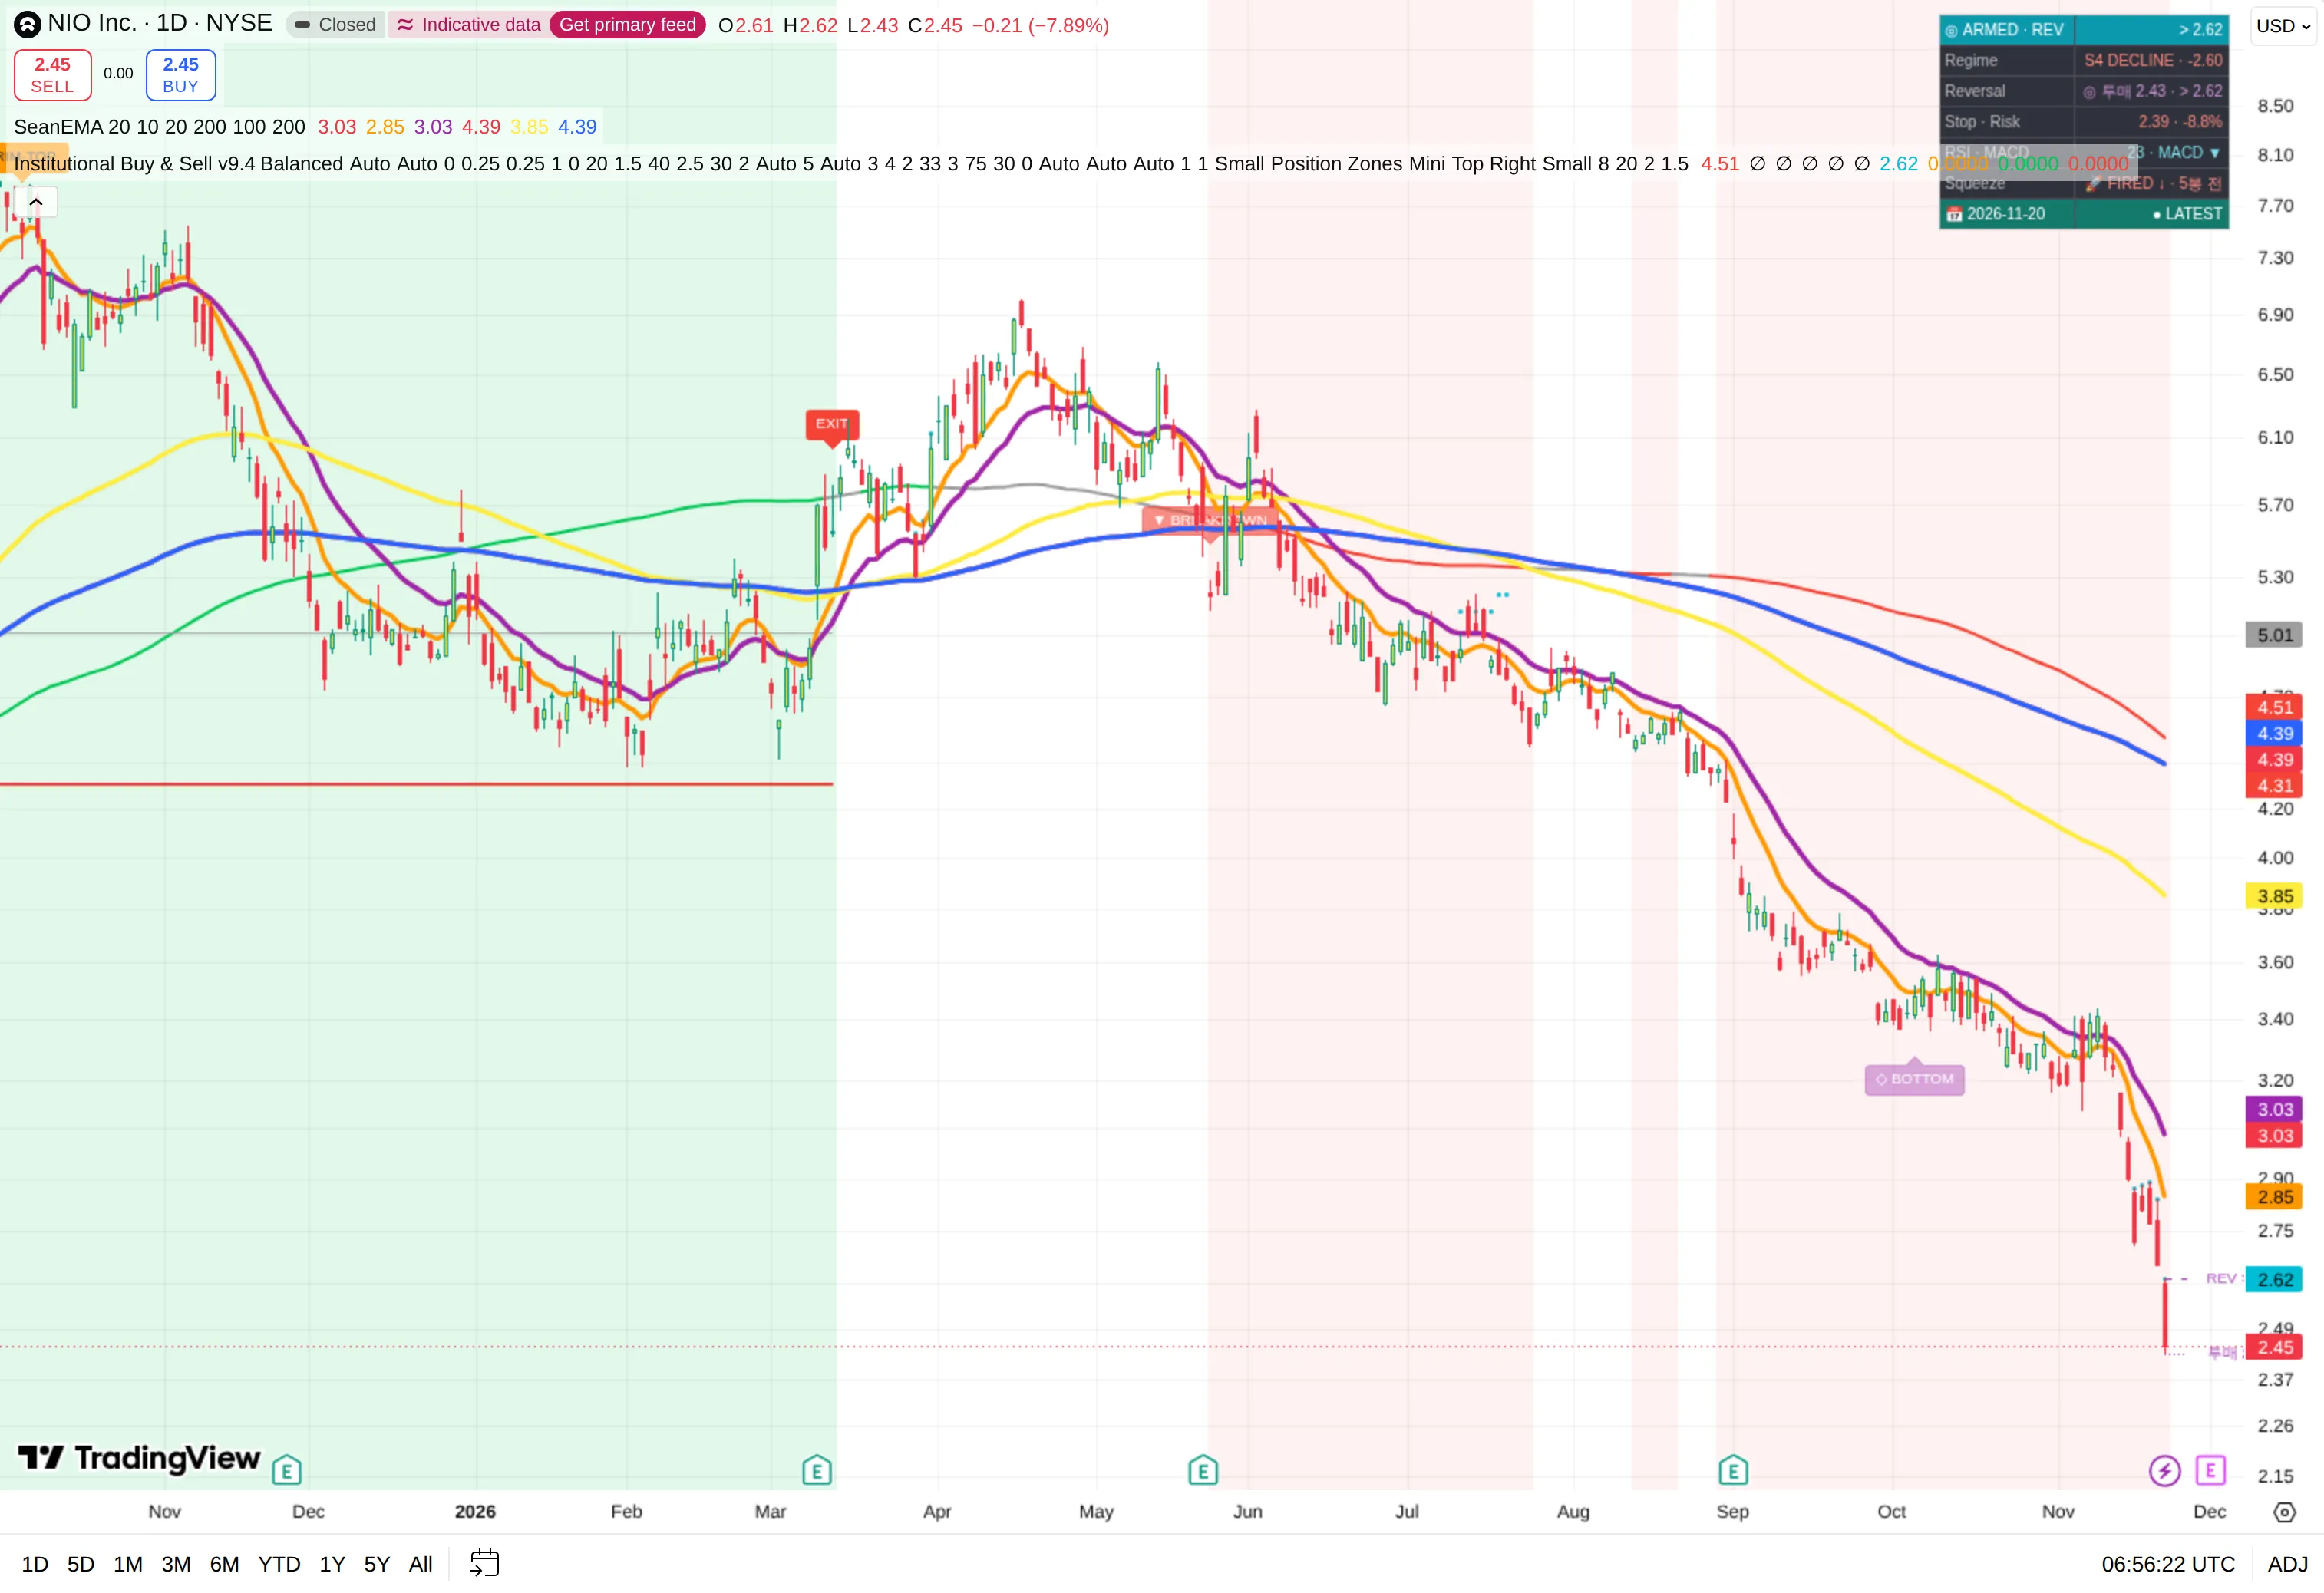 NIO Inc. · 1D · NYSE Closed Indicative data Get primary feed O2.61 H2.62 L2.43 C2.45 −0.21 (−7.89%)
2.45 SELL 0.00 2.45 BUY
SeanEMA 20 10 20 200 100 200 3.03 2.85 3.03 4.39 3.85 4.39
Institutional Buy & Sell v9.4 Balanced Auto Auto 0 0.25 0.25 1 0 20 1.5 40 2.5 30 2 Auto 5 Auto 3 4 2 33 3 75 30 0 Auto Auto Auto 1 1 Small Position Zones Mini Top Right Small 8 20 2 1.5 4.51 ∅ ∅ ∅ ∅ ∅ 2.62 0.0000 0.0000 0.0000
◎ ARMED · REV > 2.62
Regime S4 DECLINE · -2.60
Reversal ◎ 투매 2.43 · > 2.62
Stop · Risk 2.39 · -8.8%
RSI · MACD 23 · MACD ▼
Squeeze 🚀 FIRED ↓ · 5봉 전
📅 2026-11-20 ● LATEST
USD
8.50
8.10
7.70
7.30
6.90
6.50
6.10
5.70
5.30
5.01
4.51
4.39
4.39
4.31
4.20
4.00
3.85
3.80
3.60
3.40
3.20
3.03
3.03
2.90
2.85
2.75
2.62
2.49
2.45
2.37
2.26
2.15
EXIT
▼ BREAKDOWN
◇ BOTTOM
REV
투매
TradingView
E
E
E
E
E
Nov Dec 2026 Feb Mar Apr May Jun Jul Aug Sep Oct Nov Dec
1D 5D 1M 3M 6M YTD 1Y 5Y All
06:56:22 UTC ADJ